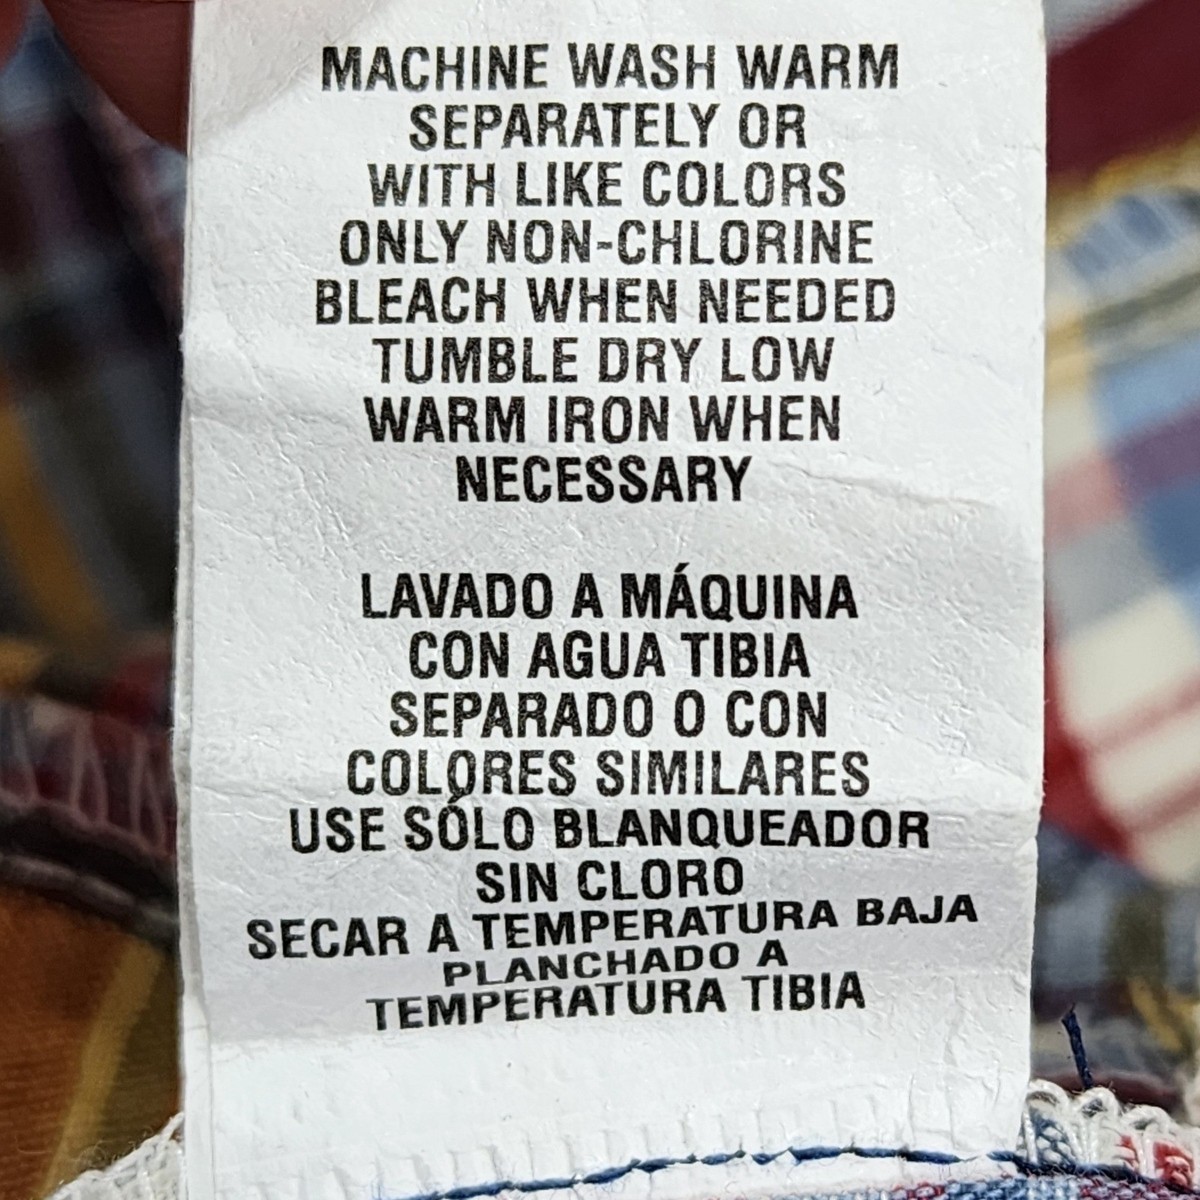 MACHINE WASH WARM
SEPARATELY OR
WITH LIKE COLORS
ONLY NON-CHLORINE
BLEACH WHEN NEEDED
TUMBLE DRY LOW
WARM IRON WHEN
NECESSARY
LAVADO A MÁQUINA
CON AGUA TIBIA
SEPARADO O CON
COLORES SIMILARES
USE SÓLO BLANQUEADOR
SIN CLORO
SECAR A TEMPERATURA BAJA
PLANCHADO A
TEMPERATURA TIBIA